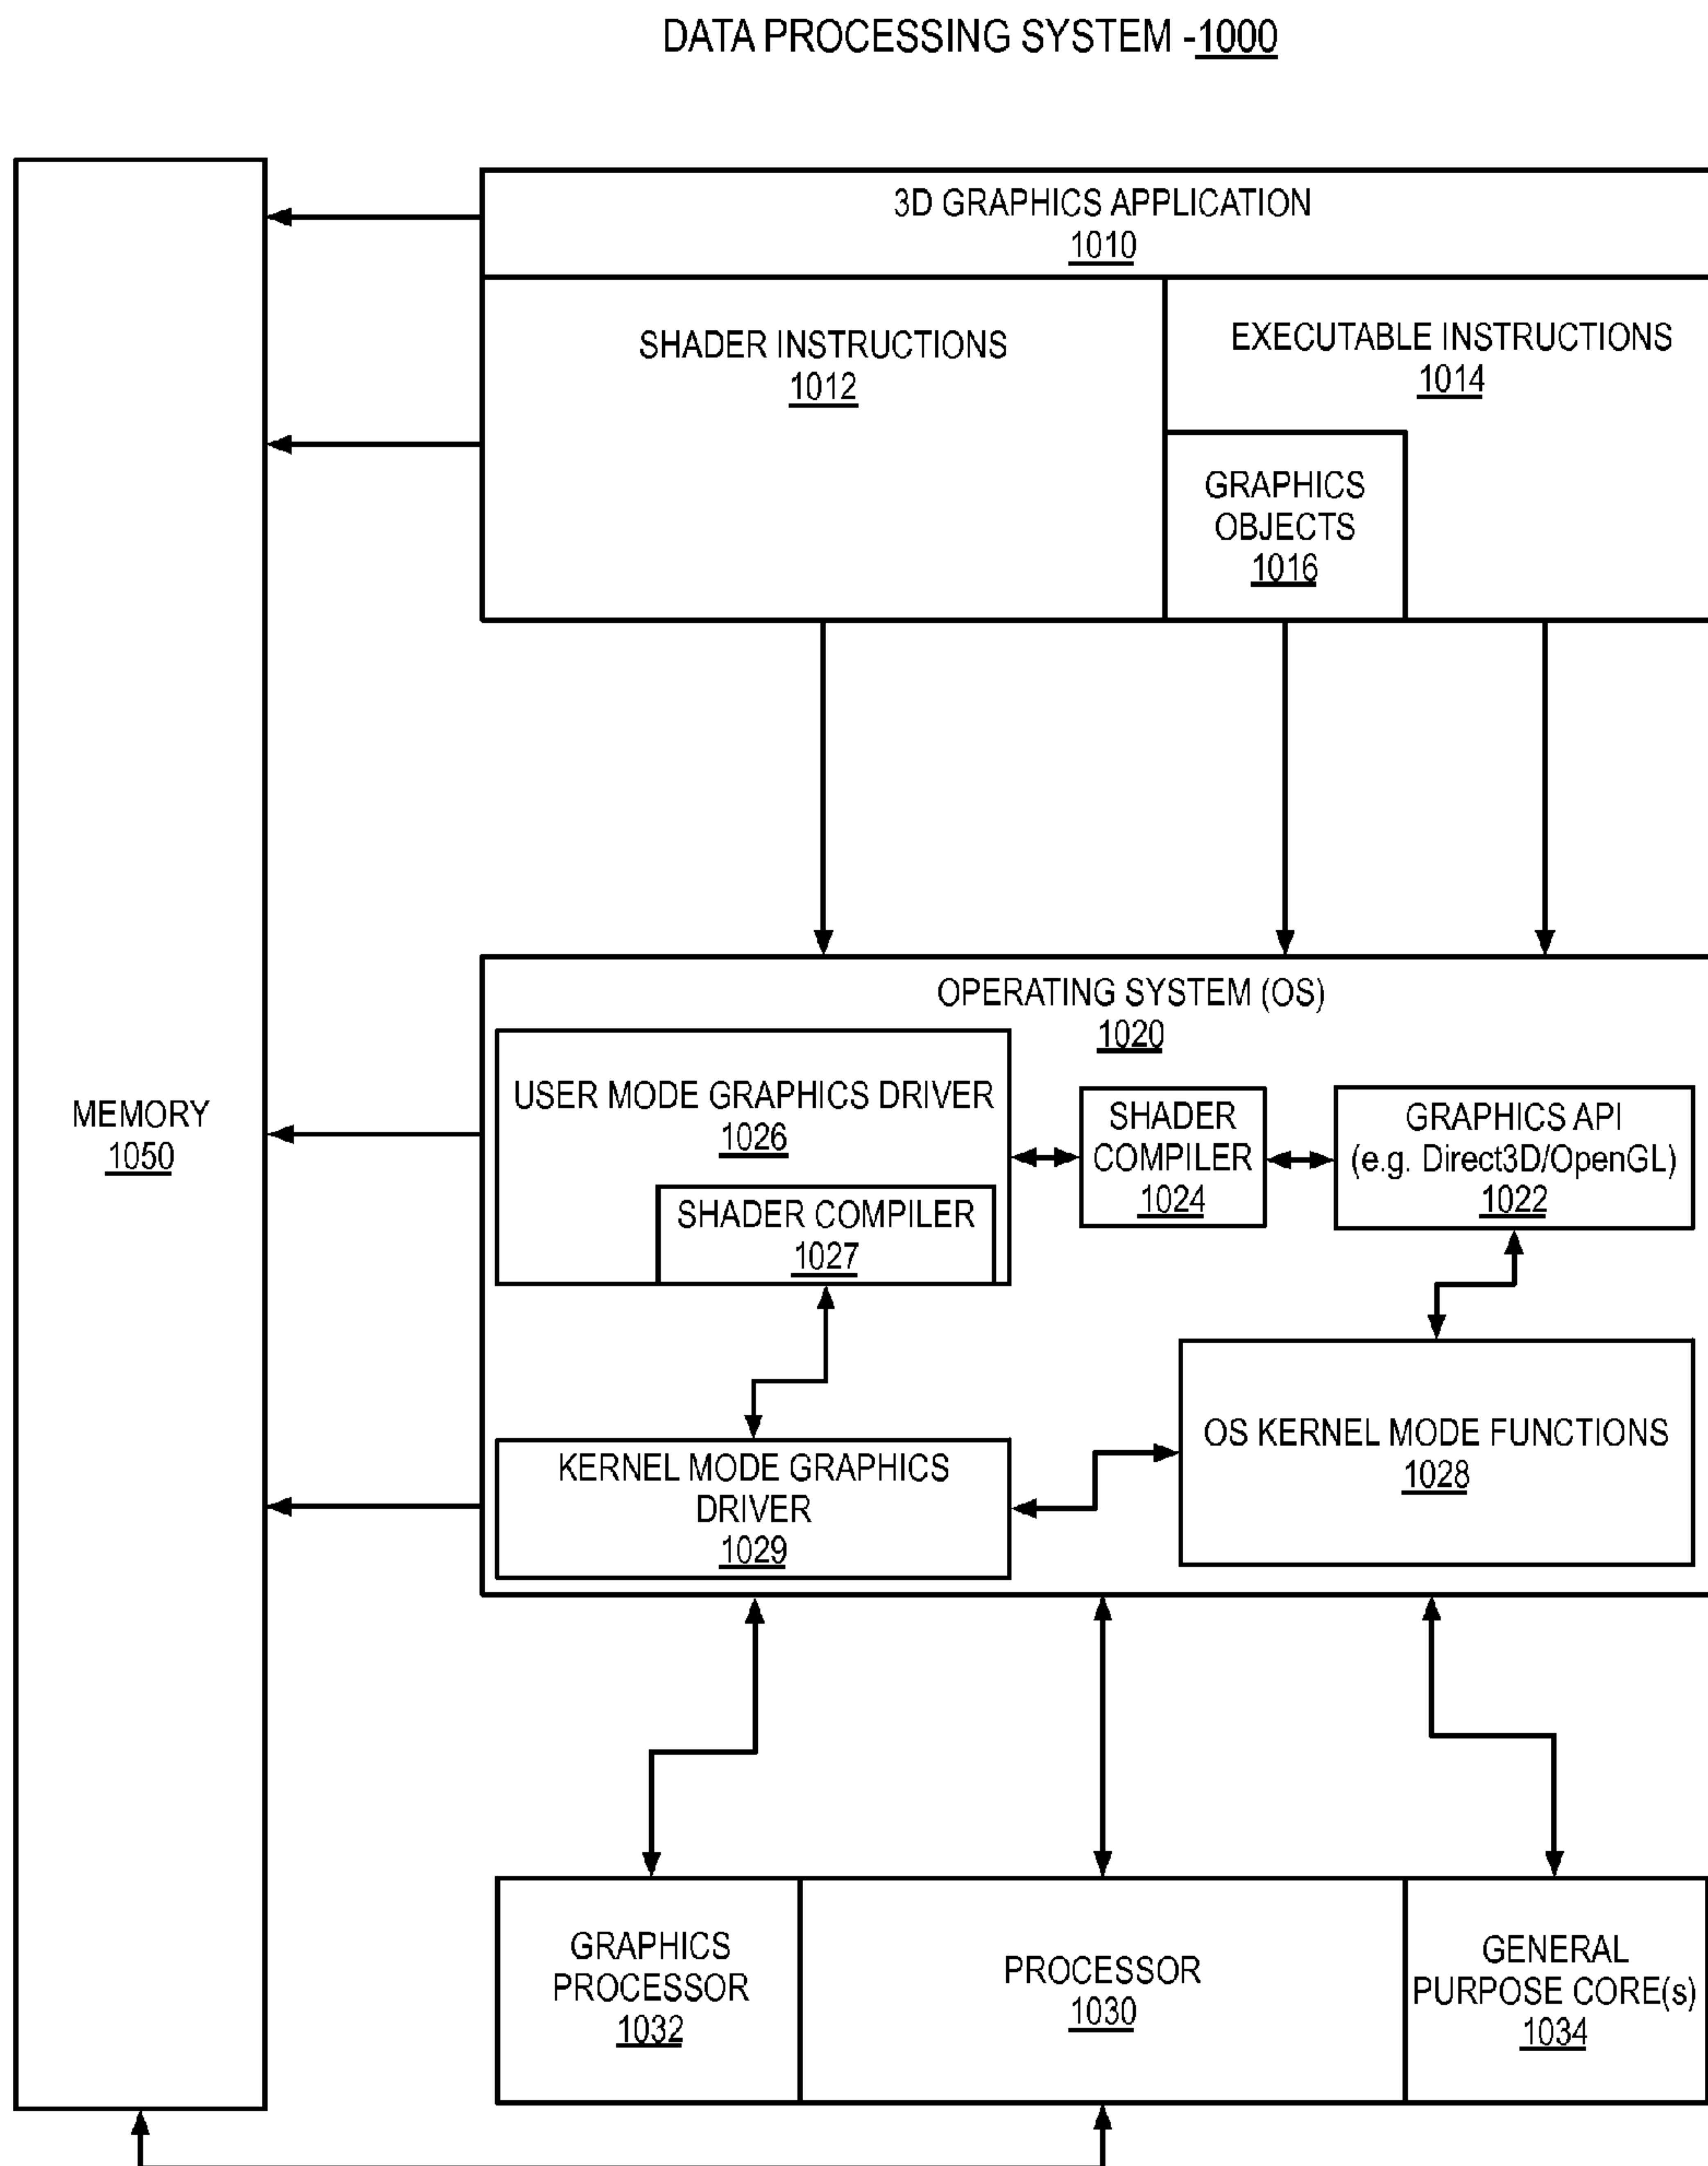 DATA PROCESSING SYSTEM -1000
3D GRAPHICS APPLICATION
1010
SHADER INSTRUCTIONS
1012
EXECUTABLE INSTRUCTIONS
1014
GRAPHICS
OBJECTS
1016
OPERATING SYSTEM (OS)
1020
USER MODE GRAPHICS DRIVER
1026
SHADER COMPILER
1027
SHADER
COMPILER
1024
GRAPHICS API
(e.g. Direct3D/OpenGL)
1022
MEMORY
1050
KERNEL MODE GRAPHICS
DRIVER
1029
OS KERNEL MODE FUNCTIONS
1028
GRAPHICS
PROCESSOR
1032
PROCESSOR
1030
GENERAL
PURPOSE CORE(s)
1034